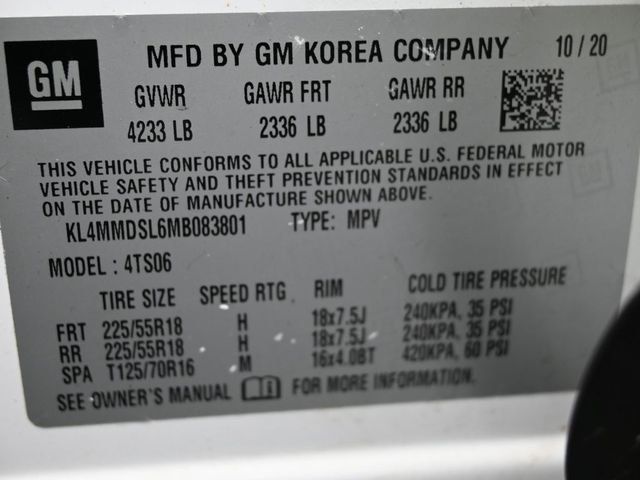 GM
MFD BY GM KOREA COMPANY 10/20
GVWR GAWR FRT GAWR RR
4233 LB 2336 LB 2336 LB
THIS VEHICLE CONFORMS TO ALL APPLICABLE U.S. FEDERAL MOTOR
VEHICLE SAFETY AND THEFT PREVENTION STANDARDS IN EFFECT
ON THE DATE OF MANUFACTURE SHOWN ABOVE.
KL4MMDSL6MB083801 TYPE: MPV
MODEL: 4TS06
TIRE SIZE SPEED RTG RIM COLD TIRE PRESSURE
FRT 225/55R18 H 18x7.5J 240KPA, 35 PSI
RR 225/55R18 H 18x7.5J 240KPA, 35 PSI
SPA T125/70R16 M 16x4.0BT 420KPA, 60 PSI
SEE OWNER'S MANUAL FOR MORE INFORMATION